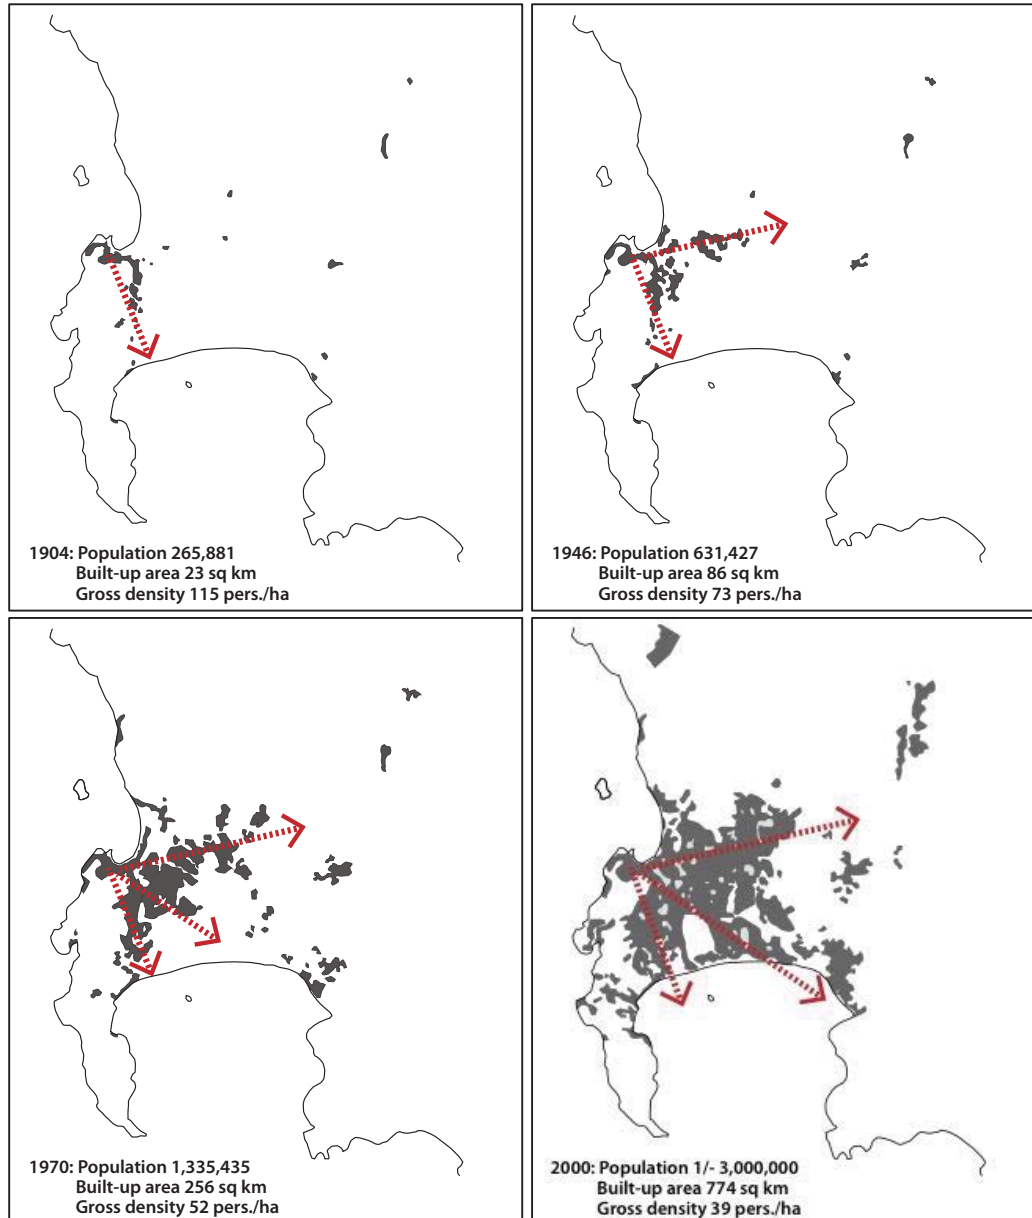 1904: Population 265,881
Built-up area 23 sq km
Gross density 115 pers./ha
1946: Population 631,427
Built-up area 86 sq km
Gross density 73 pers./ha
1970: Population 1,335,435
Built-up area 256 sq km
Gross density 52 pers./ha
2000: Population 1/- 3,000,000
Built-up area 774 sq km
Gross density 39 pers./ha